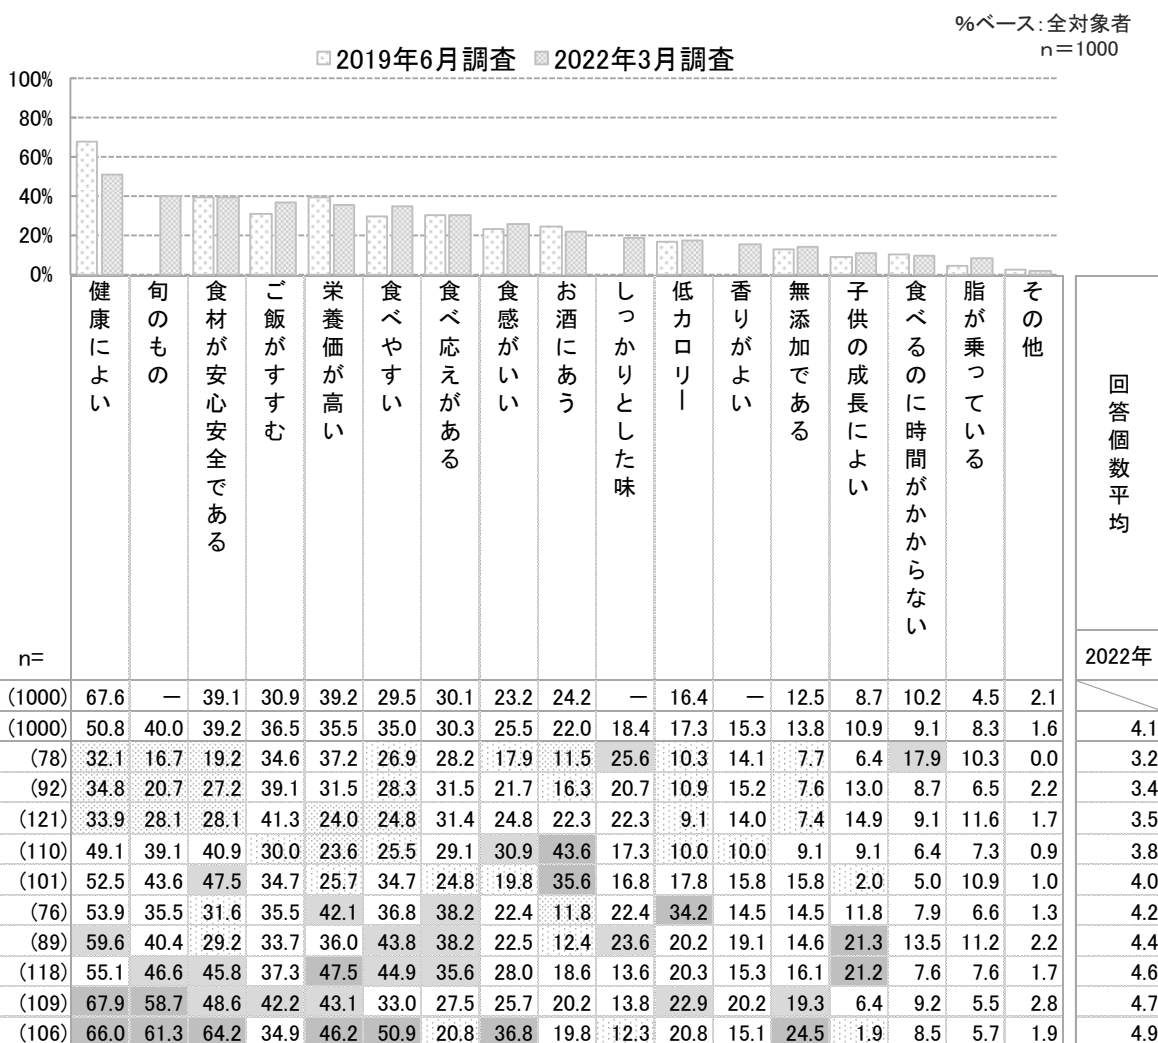 %ベース：全対象者
n＝1000
2019年6月調査 2022年3月調査
100%
80%
60%
40%
20%
0%
健康によい
旬のもの
食材が安心安全である
ご飯がすすむ
栄養価が高い
食べやすい
食べ応えがある
食感がいい
お酒にあう
しっかりとした味
低カロリー
香りがよい
無添加である
子供の成長によい
食べるのに時間がかからない
脂が乗っている
その他
回答個数平均
n=
2022年
(1000) 67.6 － 39.1 30.9 39.2 29.5 30.1 23.2 24.2 － 16.4 － 12.5 8.7 10.2 4.5 2.1
(1000) 50.8 40.0 39.2 36.5 35.5 35.0 30.3 25.5 22.0 18.4 17.3 15.3 13.8 10.9 9.1 8.3 1.6 4.1
(78) 32.1 16.7 19.2 34.6 37.2 26.9 28.2 17.9 11.5 25.6 10.3 14.1 7.7 6.4 17.9 10.3 0.0 3.2
(92) 34.8 20.7 27.2 39.1 31.5 28.3 31.5 21.7 16.3 20.7 10.9 15.2 7.6 13.0 8.7 6.5 2.2 3.4
(121) 33.9 28.1 28.1 41.3 24.0 24.8 31.4 24.8 22.3 22.3 9.1 14.0 7.4 14.9 9.1 11.6 1.7 3.5
(110) 49.1 39.1 40.9 30.0 23.6 25.5 29.1 30.9 43.6 17.3 10.0 10.0 9.1 9.1 6.4 7.3 0.9 3.8
(101) 52.5 43.6 47.5 34.7 25.7 34.7 24.8 19.8 35.6 16.8 17.8 15.8 15.8 2.0 5.0 10.9 1.0 4.0
(76) 53.9 35.5 31.6 35.5 42.1 36.8 38.2 22.4 11.8 22.4 34.2 14.5 14.5 11.8 7.9 6.6 1.3 4.2
(89) 59.6 40.4 29.2 33.7 36.0 43.8 38.2 22.5 12.4 23.6 20.2 19.1 14.6 21.3 13.5 11.2 2.2 4.4
(118) 55.1 46.6 45.8 37.3 47.5 44.9 35.6 28.0 18.6 13.6 20.3 15.3 16.1 21.2 7.6 7.6 1.7 4.6
(109) 67.9 58.7 48.6 42.2 43.1 33.0 27.5 25.7 20.2 13.8 22.9 20.2 19.3 6.4 9.2 5.5 2.8 4.7
(106) 66.0 61.3 64.2 34.9 46.2 50.9 20.8 36.8 19.8 12.3 20.8 15.1 24.5 1.9 8.5 5.7 1.9 4.9